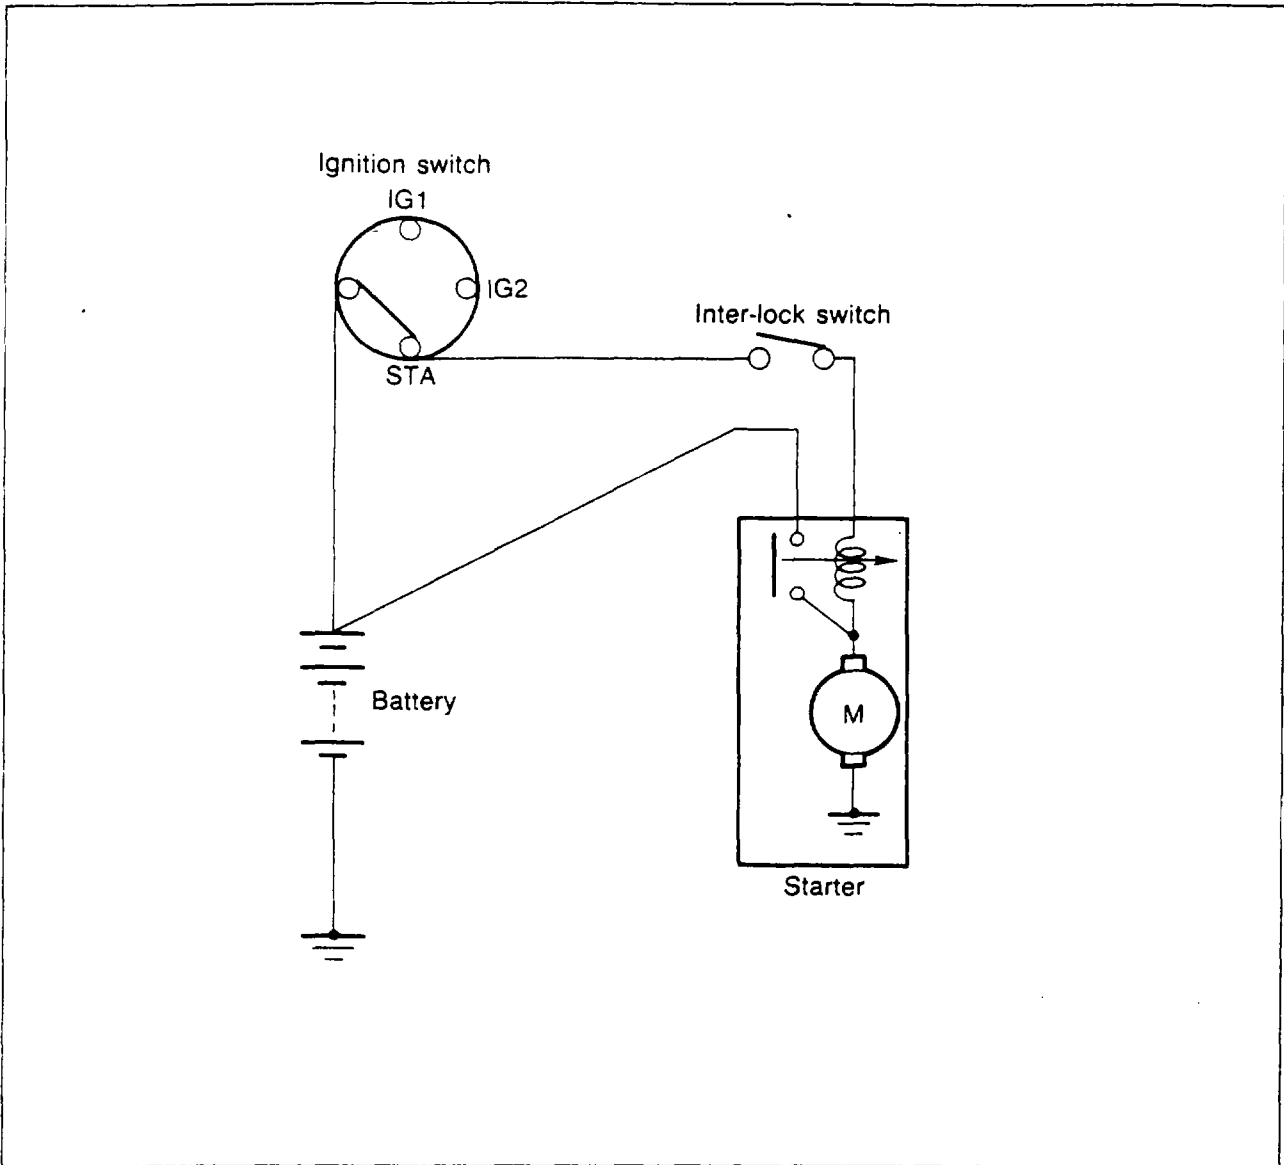 Ignition switch
IG1
IG2
Inter-lock switch
STA
Battery
M
Starter